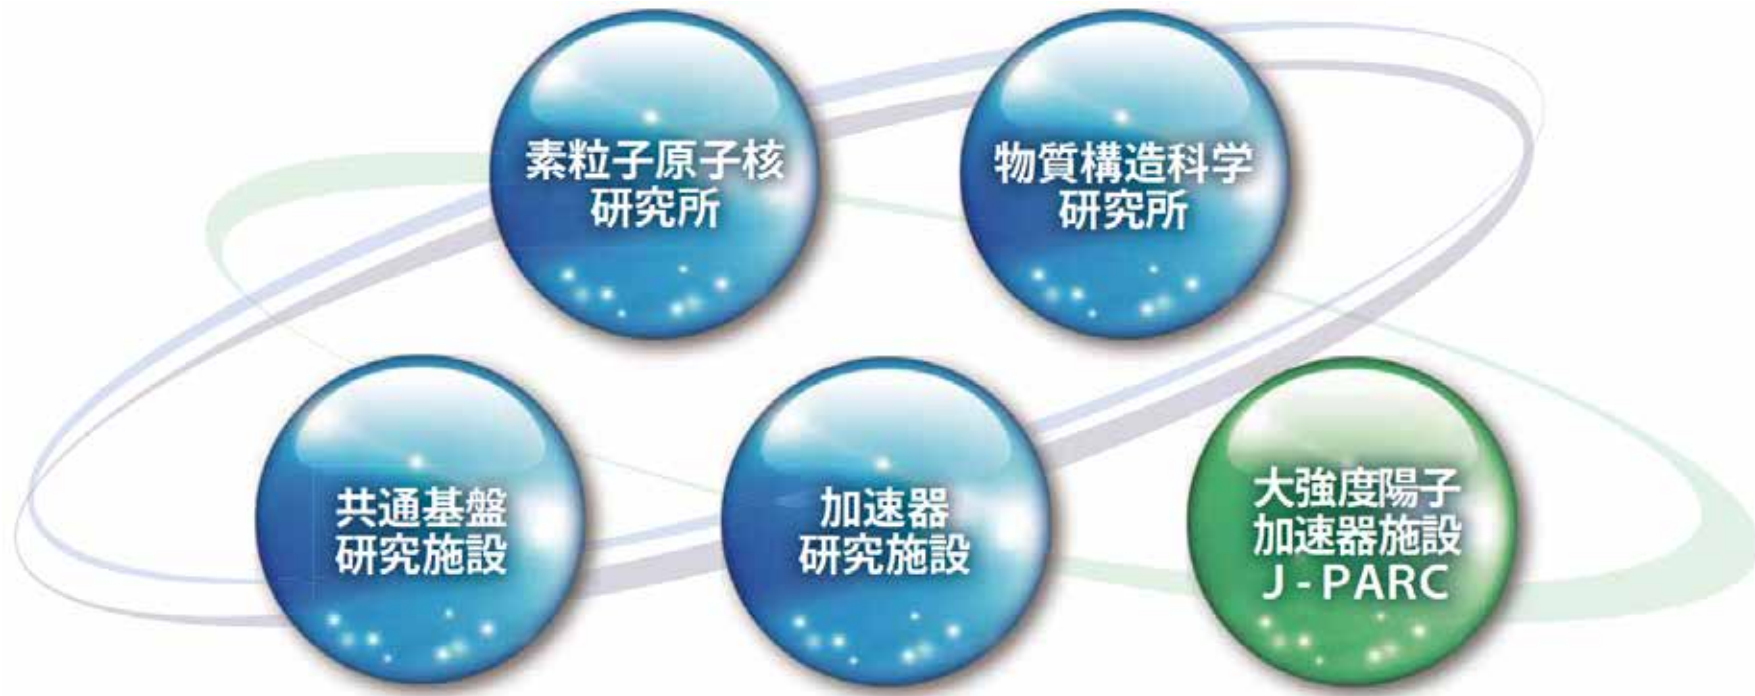 素粒子原子核
研究所
物質構造科学
研究所
共通基盤
研究施設
加速器
研究施設
大強度陽子
加速器施設
J-PARC